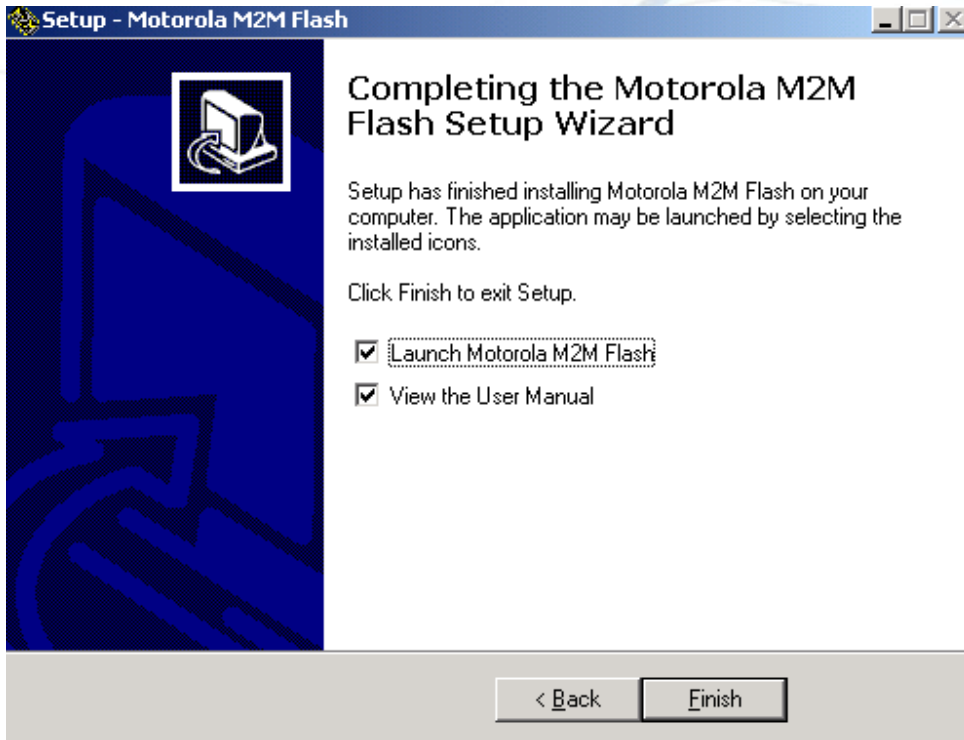 Setup - Motorola M2M Flash
Completing the Motorola M2M
Flash Setup Wizard
Setup has finished installing Motorola M2M Flash on your
computer. The application may be launched by selecting the
installed icons.
Click Finish to exit Setup.
Launch Motorola M2M Flash
View the User Manual
< Back
Finish